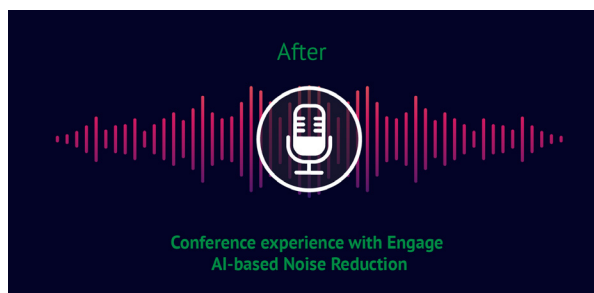 After
Conference experience with Engage
AI-based Noise Reduction